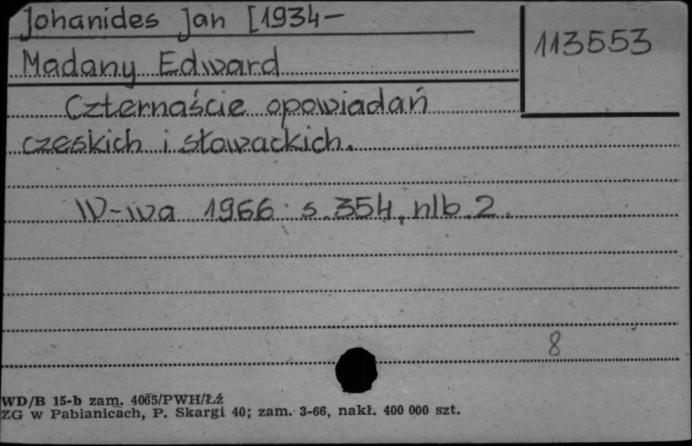 Johanides Jan [1934-
113553
Madany Edward
Czternaście opowiadań
czeskich i słowackich.
W-wa 1966 s. 354, nlb. 2.
8
WD/B 15-b zam. 4065/PWH/Łź
ZG w Pabianicach, P. Skargi 40; zam. 3-66, nakł. 400 000 szt.